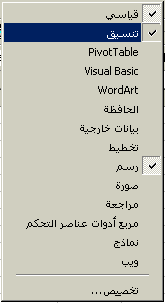 قياسي
تنسيق
PivotTable
Visual Basic
WordArt
الحافظة
بيانات خارجية
تخطيط
رسم
صورة
مراجعة
مربع أدوات عناصر التحكم
نماذج
ويب
تخصيص...